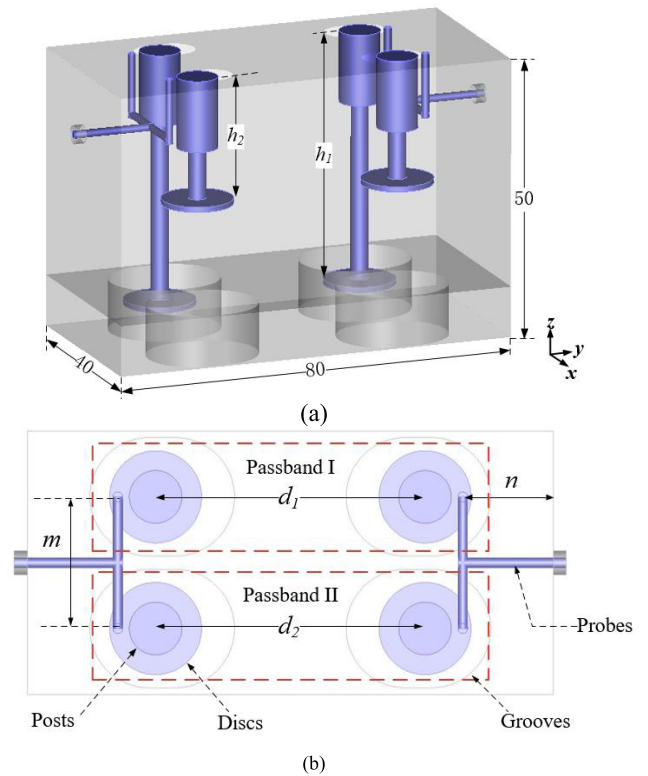 h2
h1
50
40
80
z
y
x
(a)
Passband I
d1
n
m
Passband II
d2
Probes
Posts
Discs
Grooves
(b)